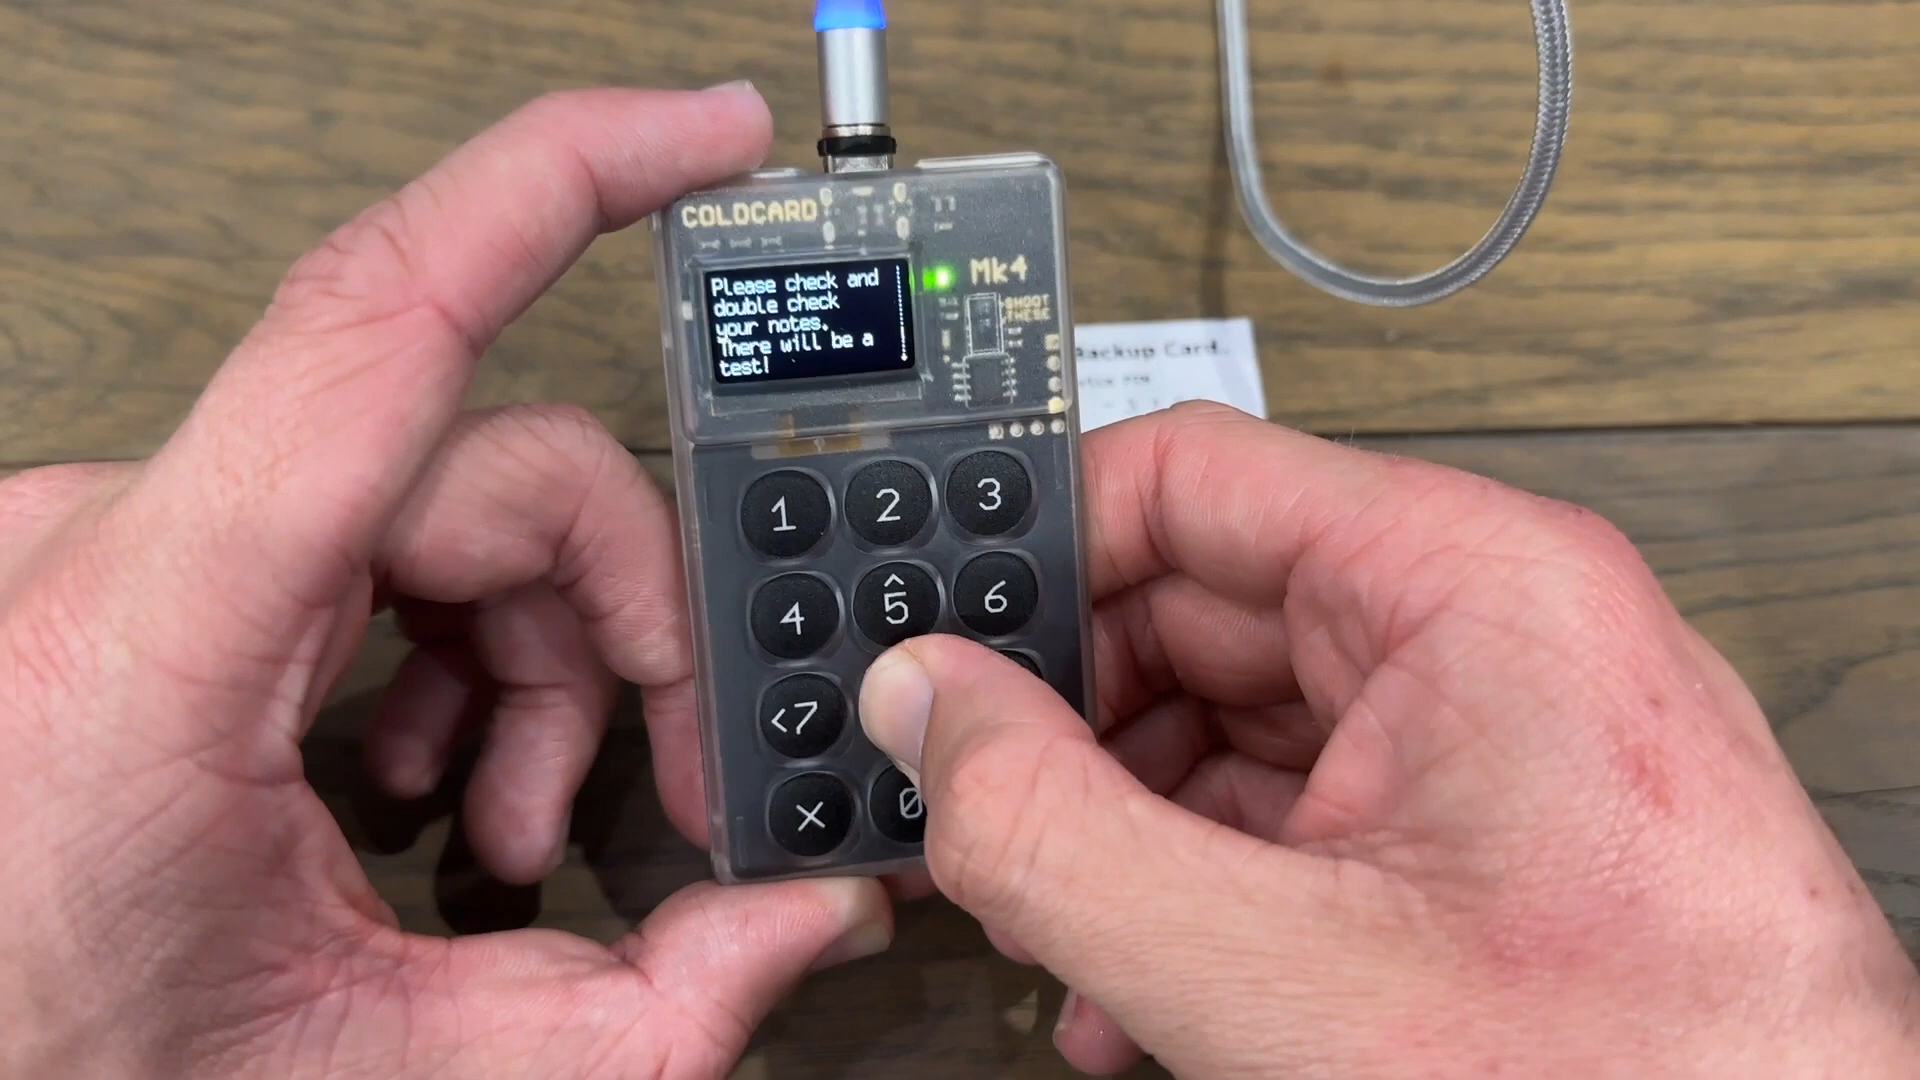 COLDCARD
Mk4
SHOOT
THESE
Please check and
double check
your notes.
There will be a
test!
Backup Card.
1 2 3
4 5 6
<7
X 0